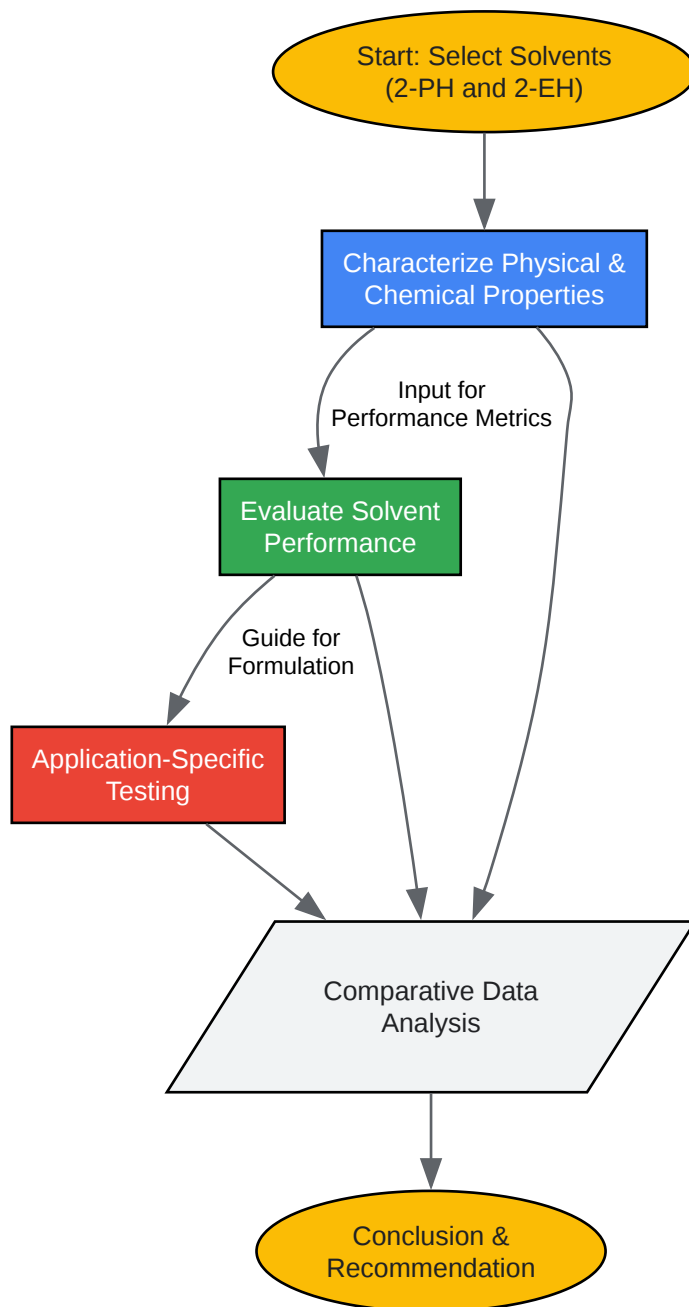 Start: Select Solvents
(2-PH and 2-EH)
Characterize Physical &
Chemical Properties
Input for
Performance Metrics
Evaluate Solvent
Performance
Guide for
Formulation
Application-Specific
Testing
Comparative Data
Analysis
Conclusion &
Recommendation